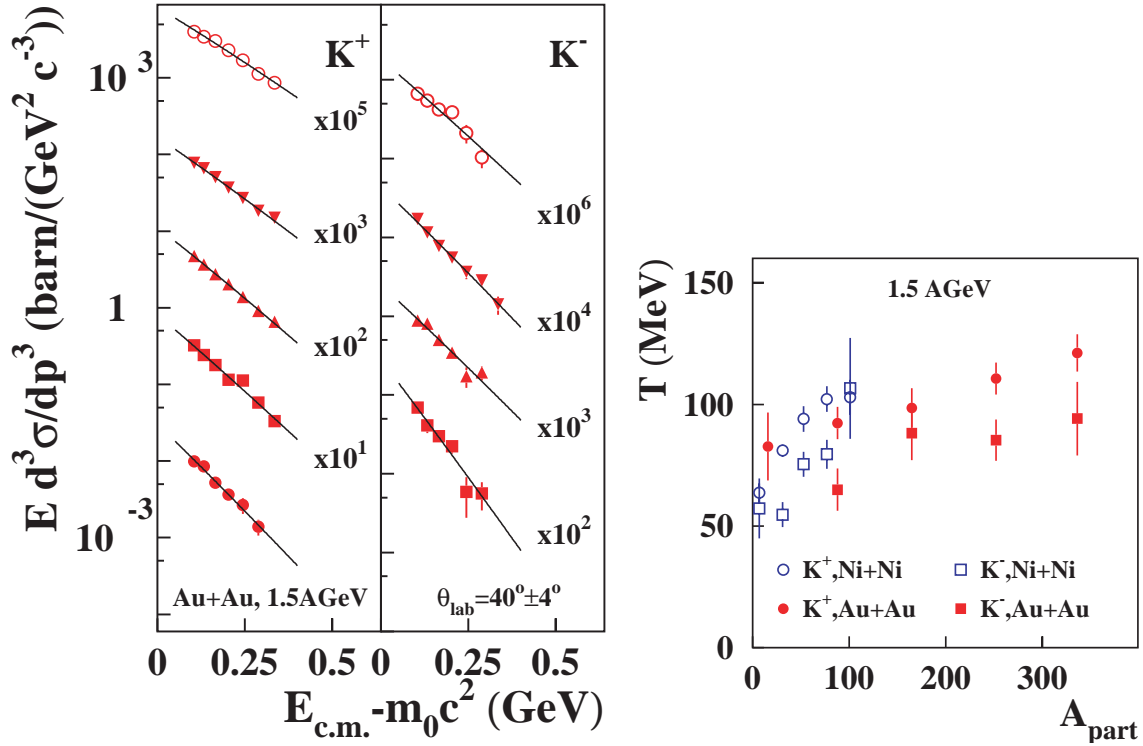 E d³σ/dp³ (barn/(GeV² c⁻³))
10³
1
10⁻³
K⁺
x10⁵
x10³
x10²
x10¹
Au+Au, 1.5AGeV
K⁻
x10⁶
x10⁴
x10³
x10²
θlab=40°±4°
0 0.25 0.5 0 0.25 0.5
Ec.m.-m₀c² (GeV)
T (MeV)
150
100
50
0
1.5 AGeV
K⁺,Ni+Ni K⁻,Ni+Ni
K⁺,Au+Au K⁻,Au+Au
0 100 200 300
Apart